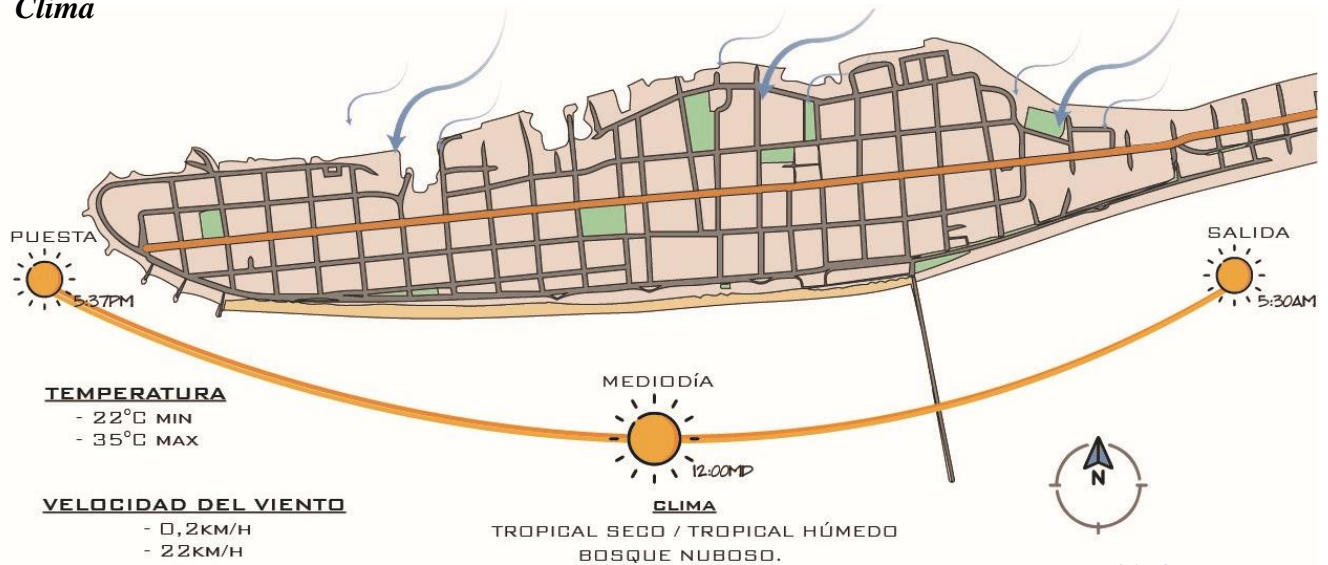 Clima
PUESTA
5:37PM
SALIDA
5:30AM
MEDIODÍA
12:00MD
TEMPERATURA
- 22°C MIN
- 35°C MAX
VELOCIDAD DEL VIENTO
- 0,2KM/H
- 22KM/H
CLIMA
TROPICAL SECO / TROPICAL HÚMEDO
BOSQUE NUBOSO.
N